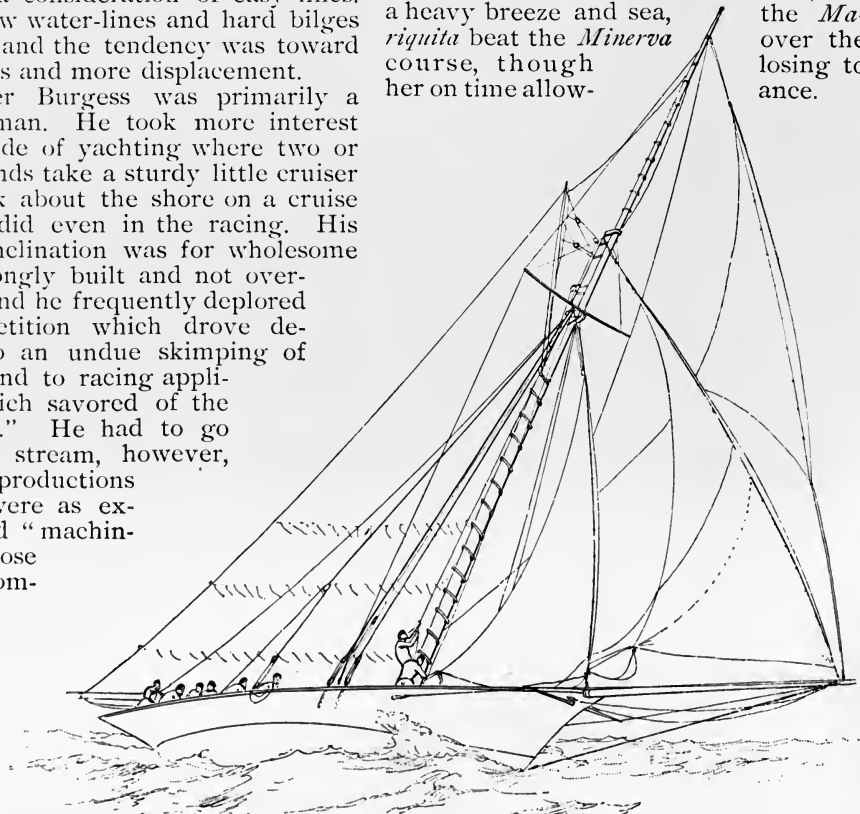 w water-lines and hard bilges
and the tendency was toward
s and more displacement.
er Burgess was primarily a
man. He took more interest
de of yachting where two or
nds take a sturdy little cruiser
k about the shore on a cruise
did even in the racing. His
nclination was for wholesome
ongly built and not over-
nd he frequently deplored
etition which drove de-
o an undue skimping of
nd to racing appli-
ich savored of the
." He had to go
stream, however,
productions
vere as ex-
d "machin-
ose
om-
a heavy breeze and sea,
riquita beat the Minerva
course, though
her on time allow-
the Ma-
over the
losing to
ance.